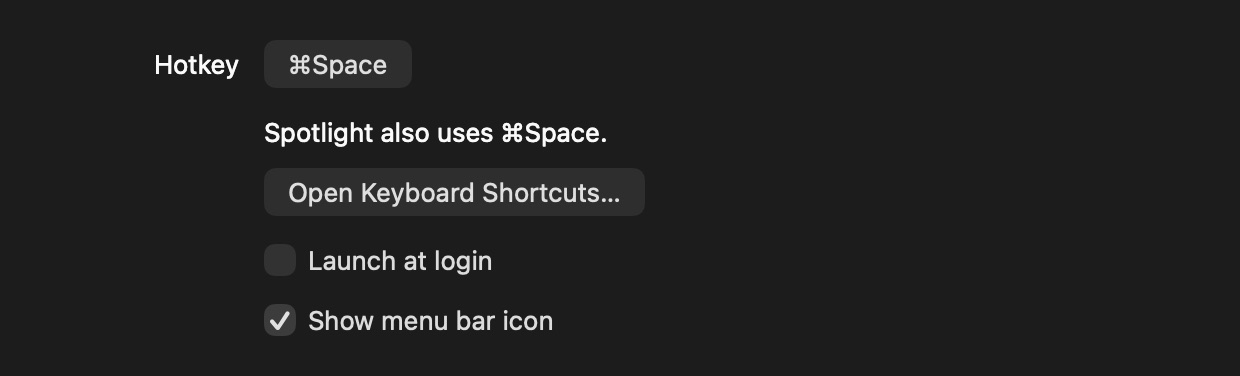 Hotkey ⌘Space
Spotlight also uses ⌘Space.
Open Keyboard Shortcuts...
Launch at login
Show menu bar icon